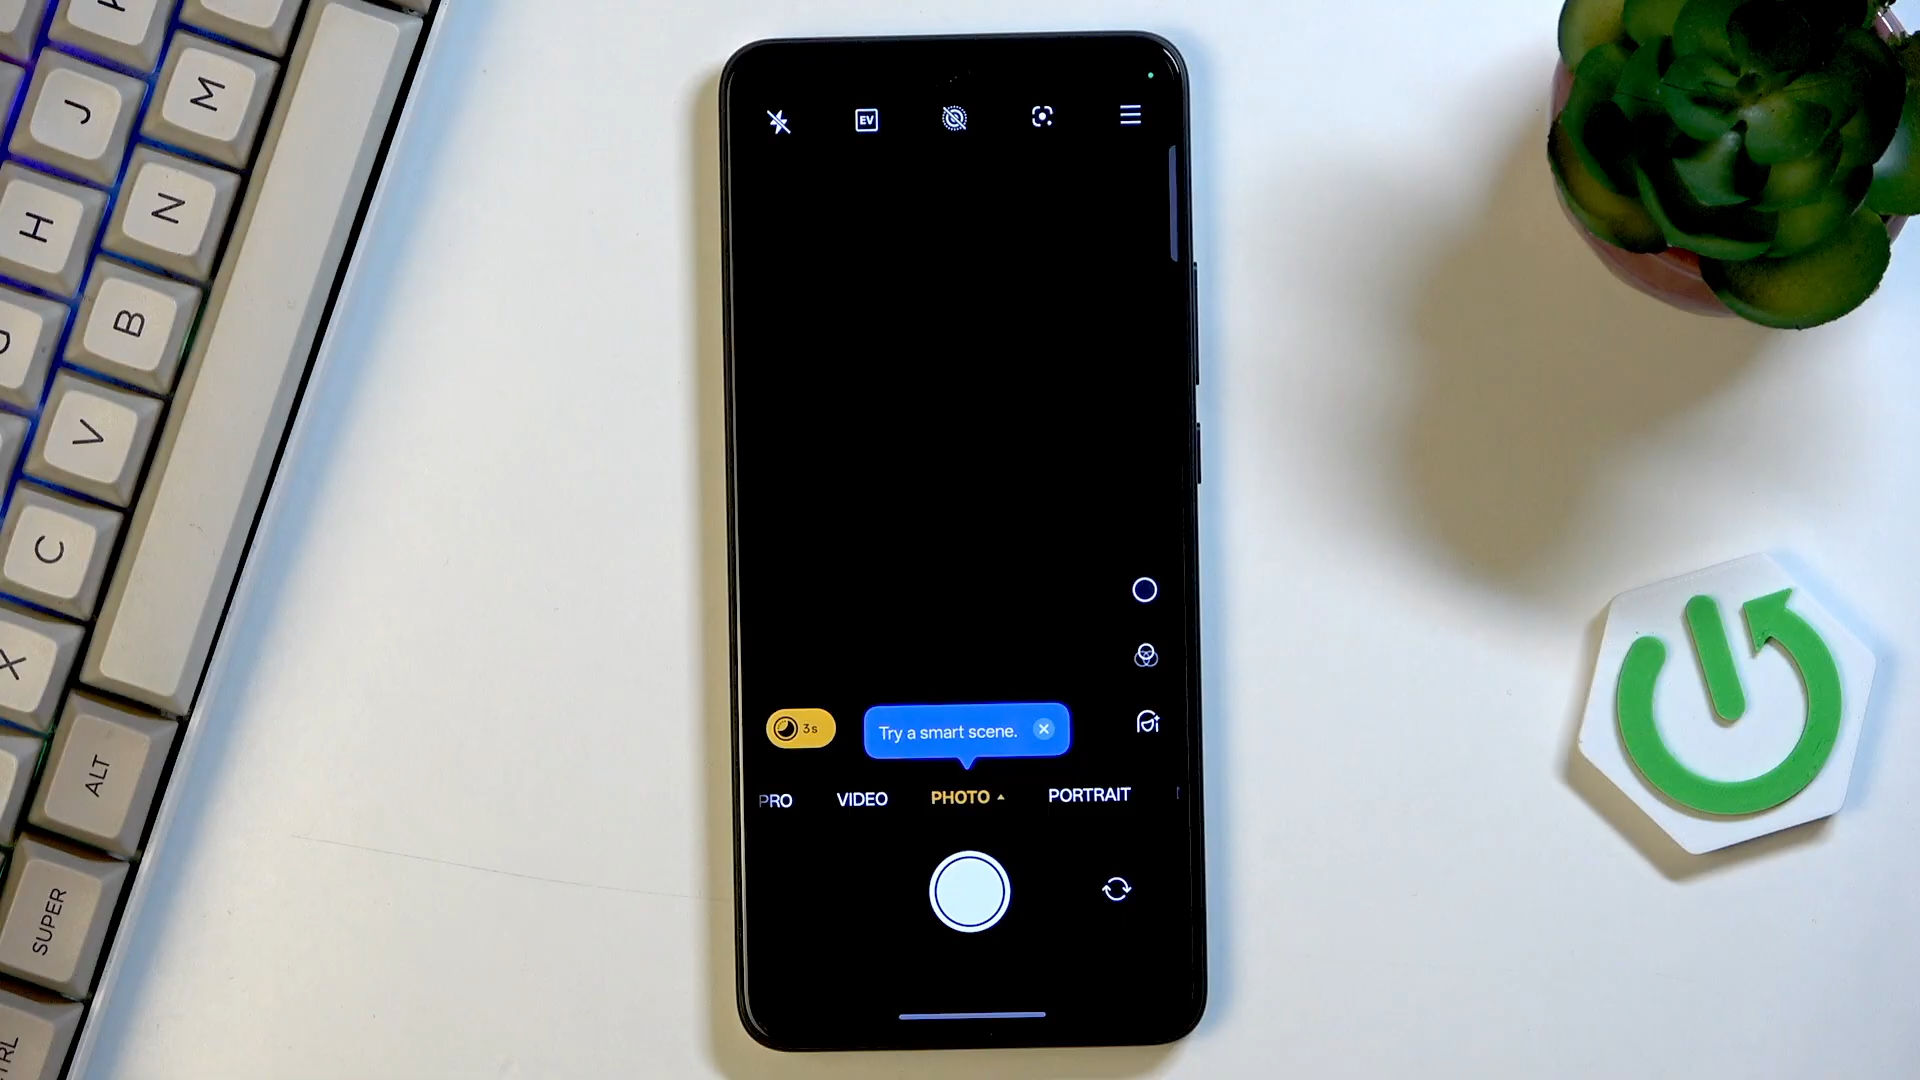 J
M
H
N
B
V
C
X
ALT
SUPER
EV
3s
Try a smart scene.
PRO
VIDEO
PHOTO
PORTRAIT